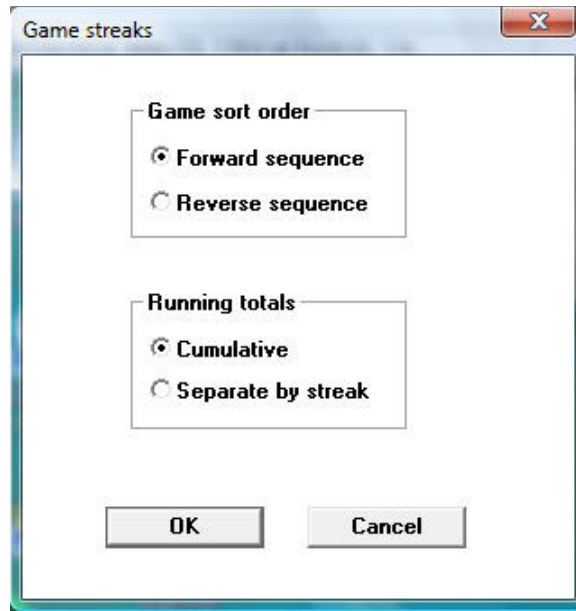 Game streaks
Game sort order
Forward sequence
Reverse sequence
Running totals
Cumulative
Separate by streak
OK
Cancel